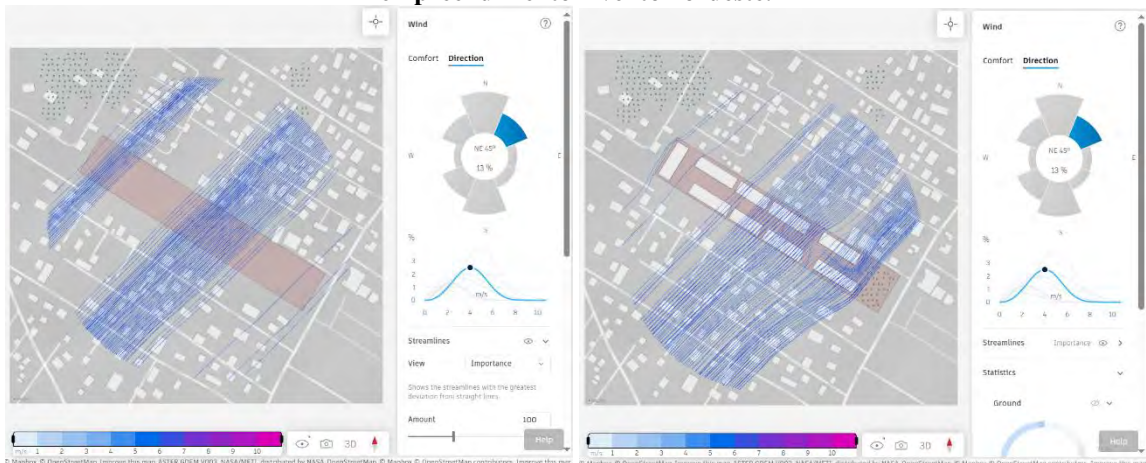 Wind
Comfort Direction
N
NE 45°
13 %
W
E
S
%
3
2
1
0
m/s
0 2 4 6 8 10
Streamlines
View Importance
Shows the streamlines with the greatest
deviation from straight lines.
Amount 100
Help
m/s 1 2 3 4 5 6 7 8 9 10
3D
Wind
Comfort Direction
N
NE 45°
13 %
W
E
S
%
3
2
1
0
m/s
0 2 4 6 8 10
Streamlines Importance
Statistics
Ground
Help
m/s 1 2 3 4 5 6 7 8 9 10
3D